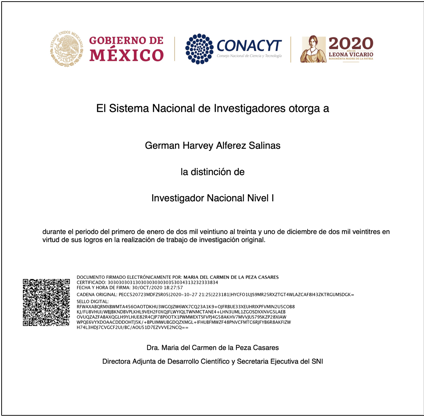 GOBIERNO DE
MÉXICO
CONACYT
Consejo Nacional de Ciencia y Tecnología
2020
LEONA VICARIO
El Sistema Nacional de Investigadores otorga a
German Harvey Alferez Salinas
la distinción de
Investigador Nacional Nivel I
durante el periodo del primero de enero de dos mil veintiuno al treinta y uno de diciembre de dos mil veintitres en
virtud de sus logros en la realización de trabajo de investigación original.
DOCUMENTO FIRMADO ELECTRÓNICAMENTE POR: MARIA DEL CARMEN DE LA PEZA CASARES
CERTIFICADO:
FECHA Y HORA DE FIRMA: 30/OCT/2020 18:27:57
CADENA ORIGINAL:
SELLO DIGITAL:
Dra. Maria del Carmen de la Peza Casares
Directora Adjunta de Desarrollo Científico y Secretaria Ejecutiva del SNI